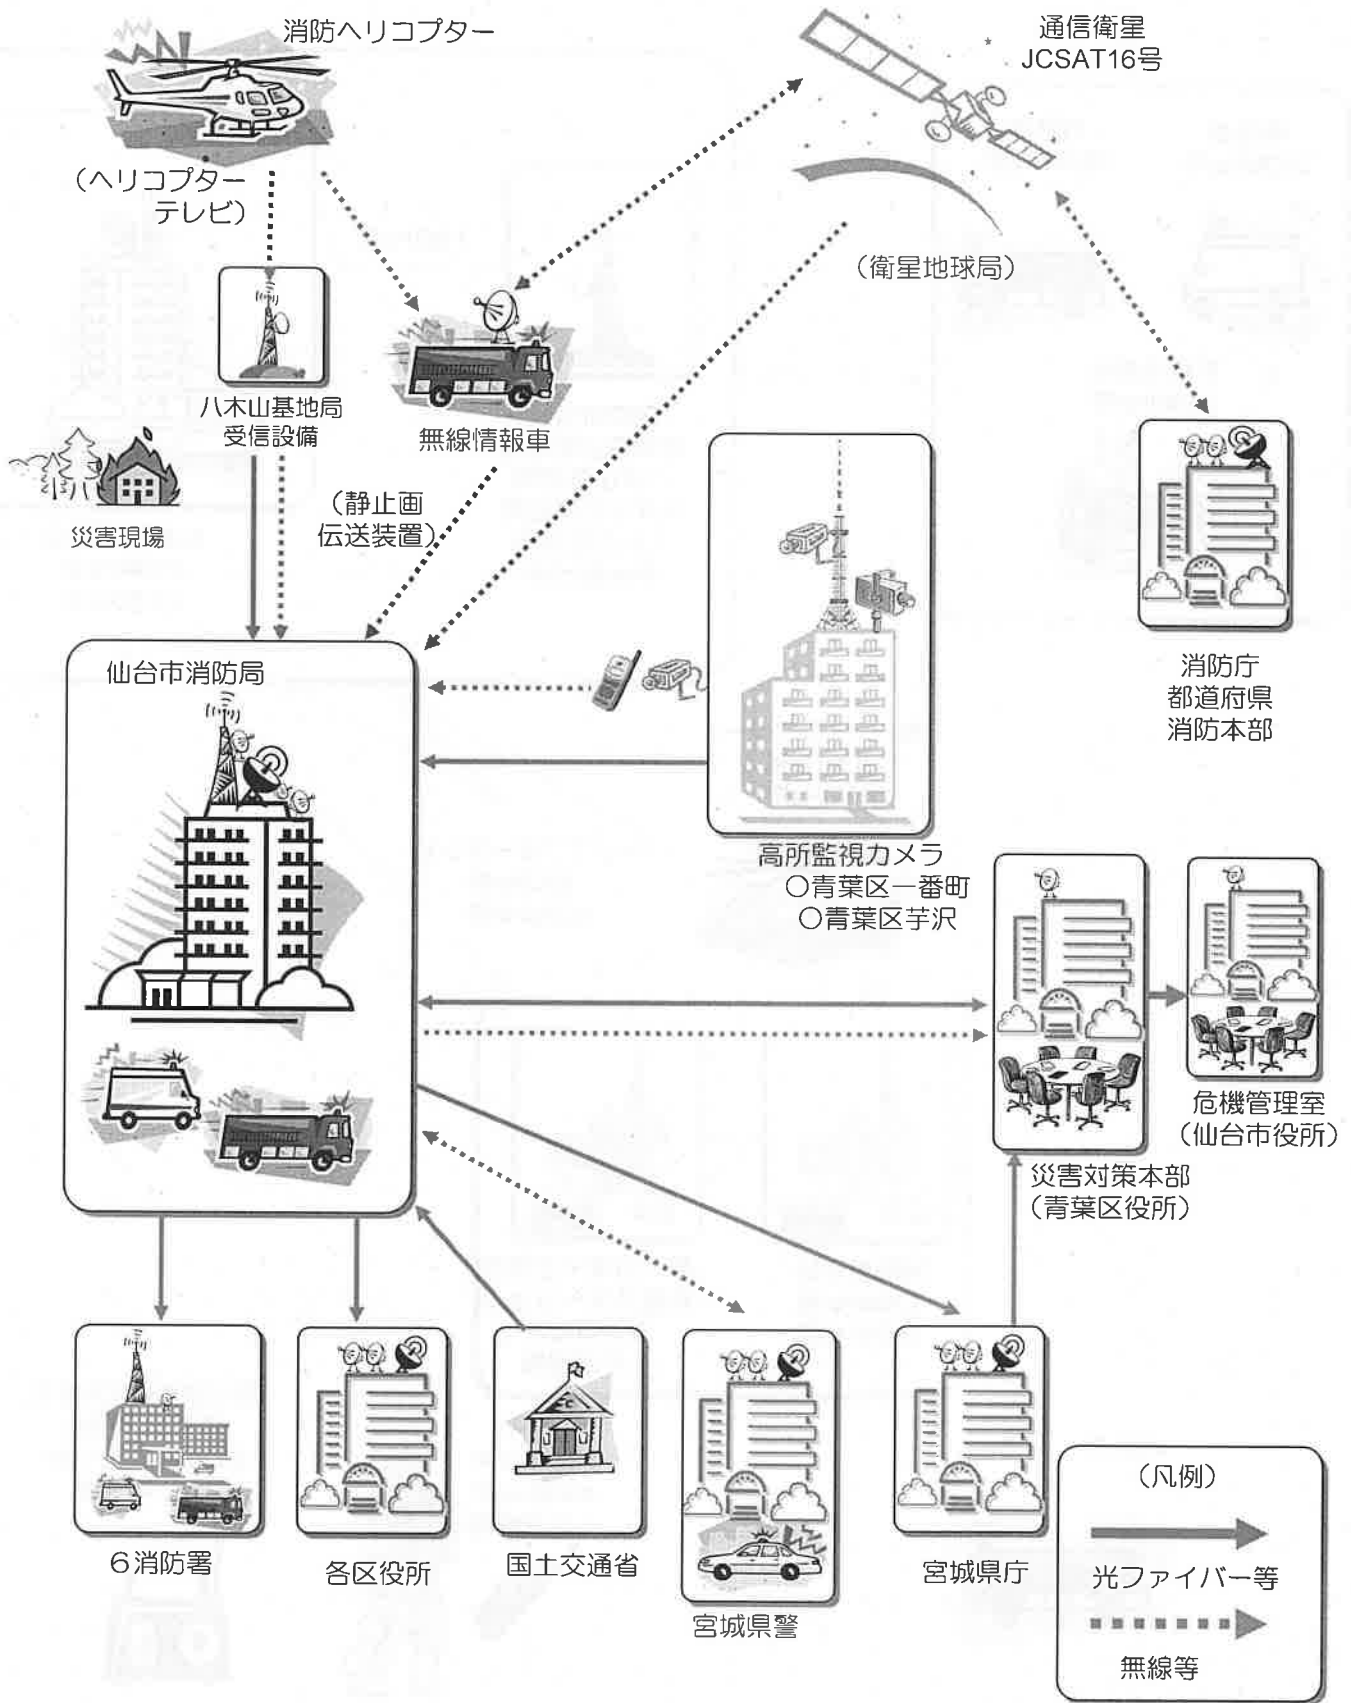 消防ヘリコプター
通信衛星
JCSAT16号
(ヘリコプター
テレビ)
(衛星地球局)
八木山基地局
受信設備
無線情報車
災害現場
(静止画
伝送装置)
仙台市消防局
消防庁
都道府県
消防本部
高所監視カメラ
○青葉区一番町
○青葉区芋沢
危機管理室
(仙台市役所)
災害対策本部
(青葉区役所)
6消防署
各区役所
国土交通省
宮城県警
宮城県庁
(凡例)
光ファイバー等
無線等